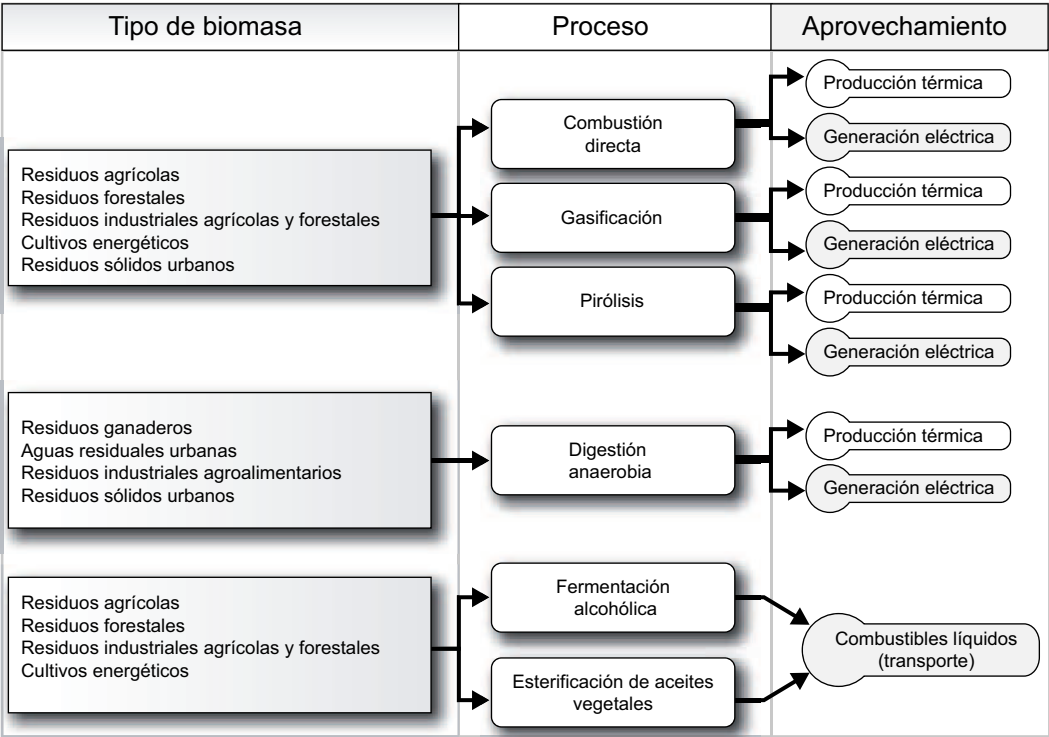 Tipo de biomasa
Proceso
Aprovechamiento
Residuos agrícolas
Residuos forestales
Residuos industriales agrícolas y forestales
Cultivos energéticos
Residuos sólidos urbanos
Combustión
directa
Producción térmica
Generación eléctrica
Gasificación
Producción térmica
Generación eléctrica
Pirólisis
Producción térmica
Generación eléctrica
Residuos ganaderos
Aguas residuales urbanas
Residuos industriales agroalimentarios
Residuos sólidos urbanos
Digestión
anaerobia
Producción térmica
Generación eléctrica
Residuos agrícolas
Residuos forestales
Residuos industriales agrícolas y forestales
Cultivos energéticos
Fermentación
alcohólica
Esterificación de aceites
vegetales
Combustibles líquidos
(transporte)